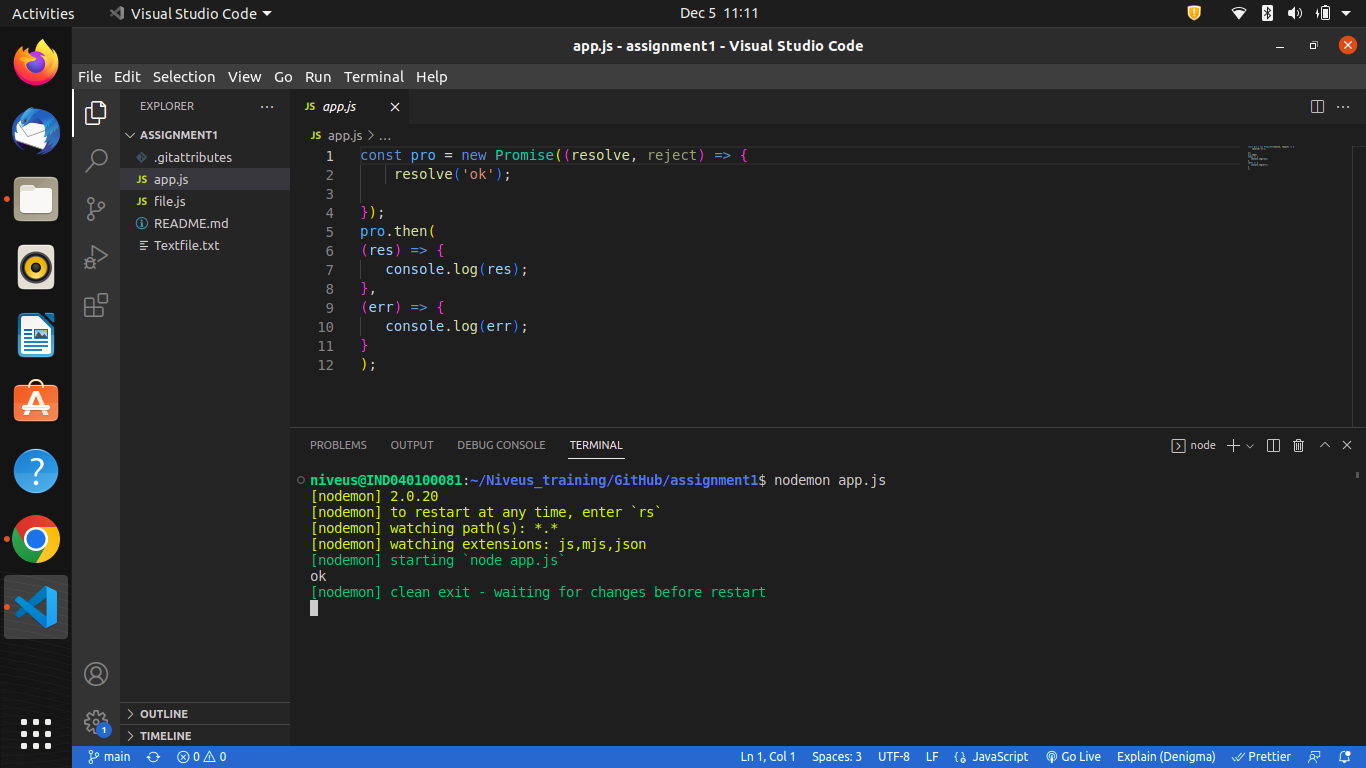 Activities Visual Studio Code Dec 5 11:11
app.js - assignment1 - Visual Studio Code
File Edit Selection View Go Run Terminal Help
EXPLORER ...
ASSIGNMENT1
.gitattributes
JS app.js
JS file.js
README.md
Textfile.txt
OUTLINE
TIMELINE
JS app.js
JS app.js > ...
1 const pro = new Promise((resolve, reject) => {
2 resolve('ok');
3
4 });
5 pro.then(
6 (res) => {
7 console.log(res);
8 },
9 (err) => {
10 console.log(err);
11 }
12 );
PROBLEMS OUTPUT DEBUG CONSOLE TERMINAL node
niveus@IND040100081:~/Niveus_training/GitHub/assignment1$ nodemon app.js
[nodemon] 2.0.20
[nodemon] to restart at any time, enter `rs`
[nodemon] watching path(s): *.*
[nodemon] watching extensions: js,mjs,json
[nodemon] starting `node app.js`
ok
[nodemon] clean exit - waiting for changes before restart
1
main 0 0 Ln 1, Col 1 Spaces: 3 UTF-8 LF {} JavaScript Go Live Explain (Denigma) Prettier